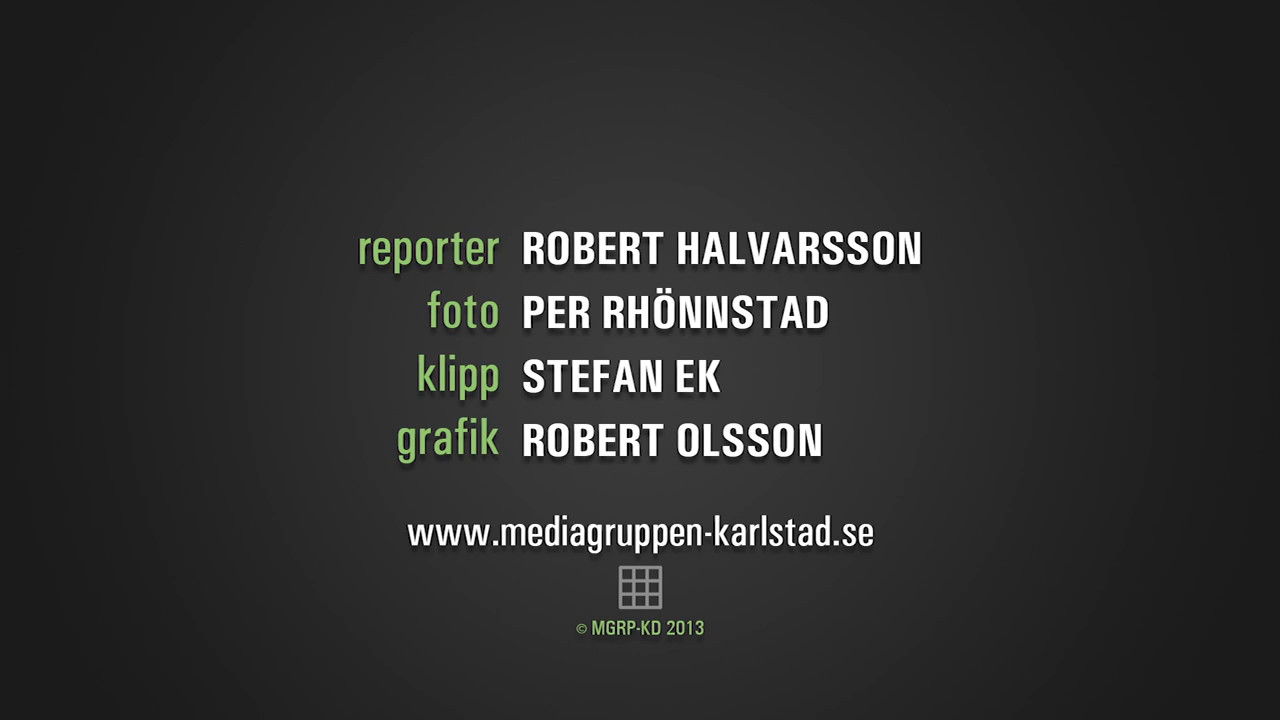 reporter ROBERT HALVARSSON
foto PER RHÖNNSTAD
klipp STEFAN EK
grafik ROBERT OLSSON
www.mediagruppen-karlstad.se
© MGRP-KD 2013